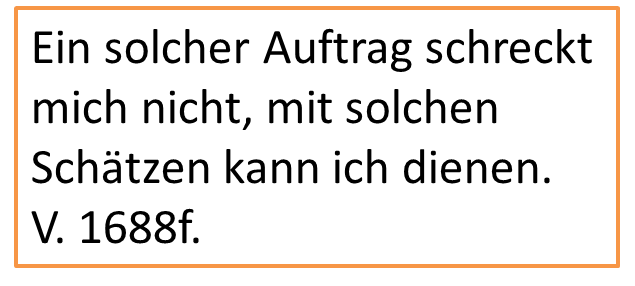 Ein solcher Auftrag schreckt
mich nicht, mit solchen
Schätzen kann ich dienen.
V. 1688f.